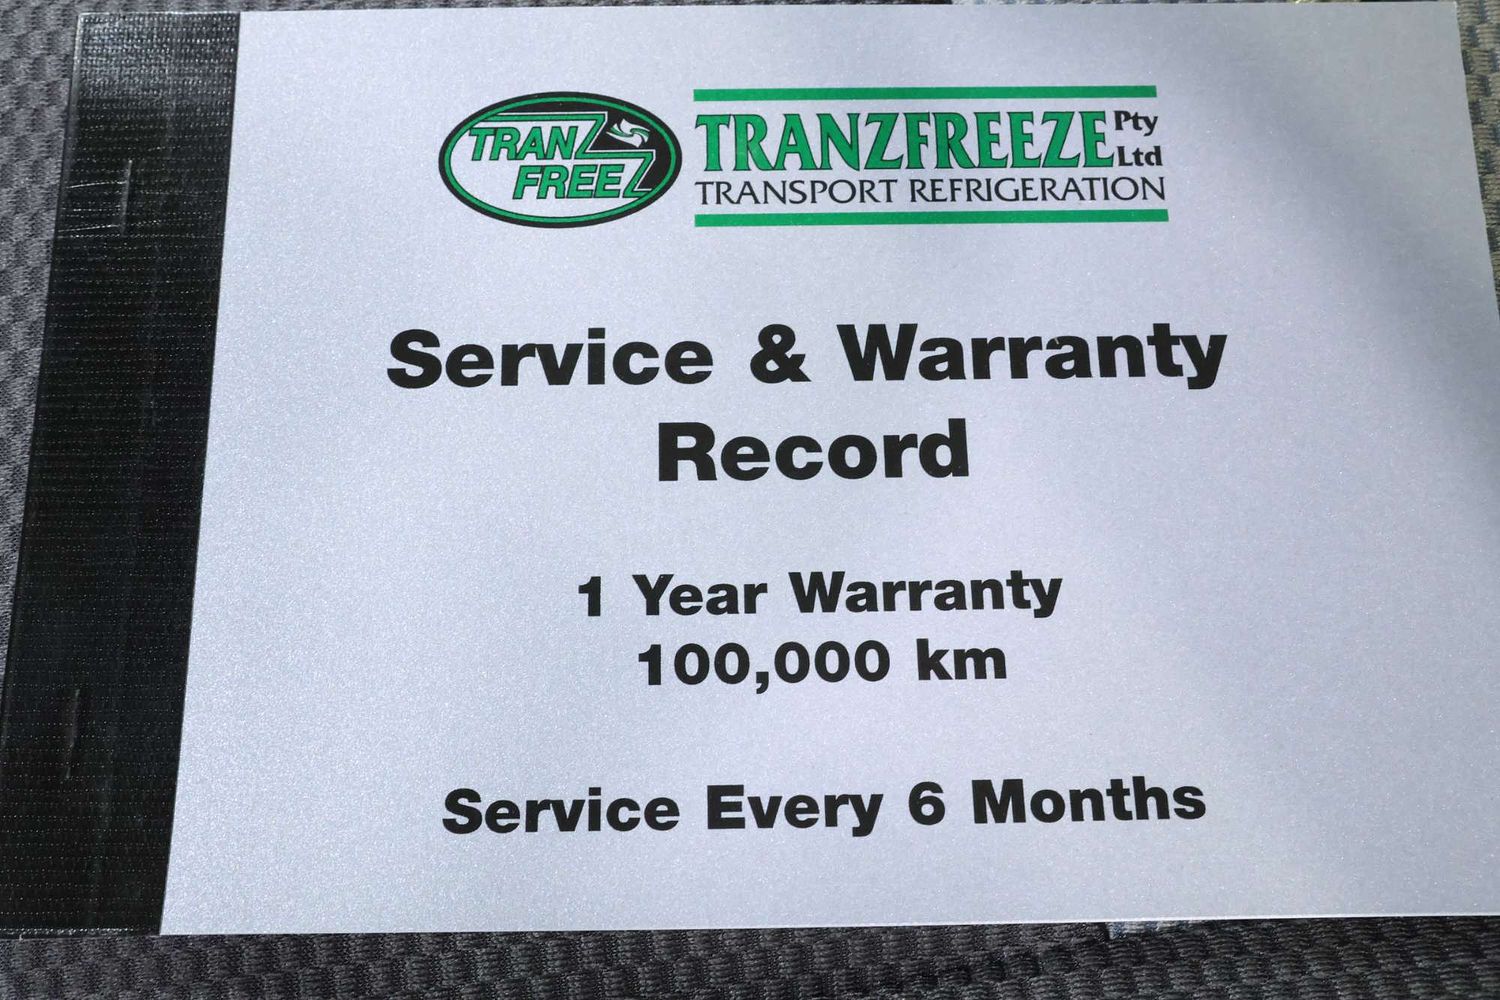 TRANZ
FREEZ
TRANZFREEZE Pty Ltd
TRANSPORT REFRIGERATION
Service & Warranty
Record
1 Year Warranty
100,000 km
Service Every 6 Months